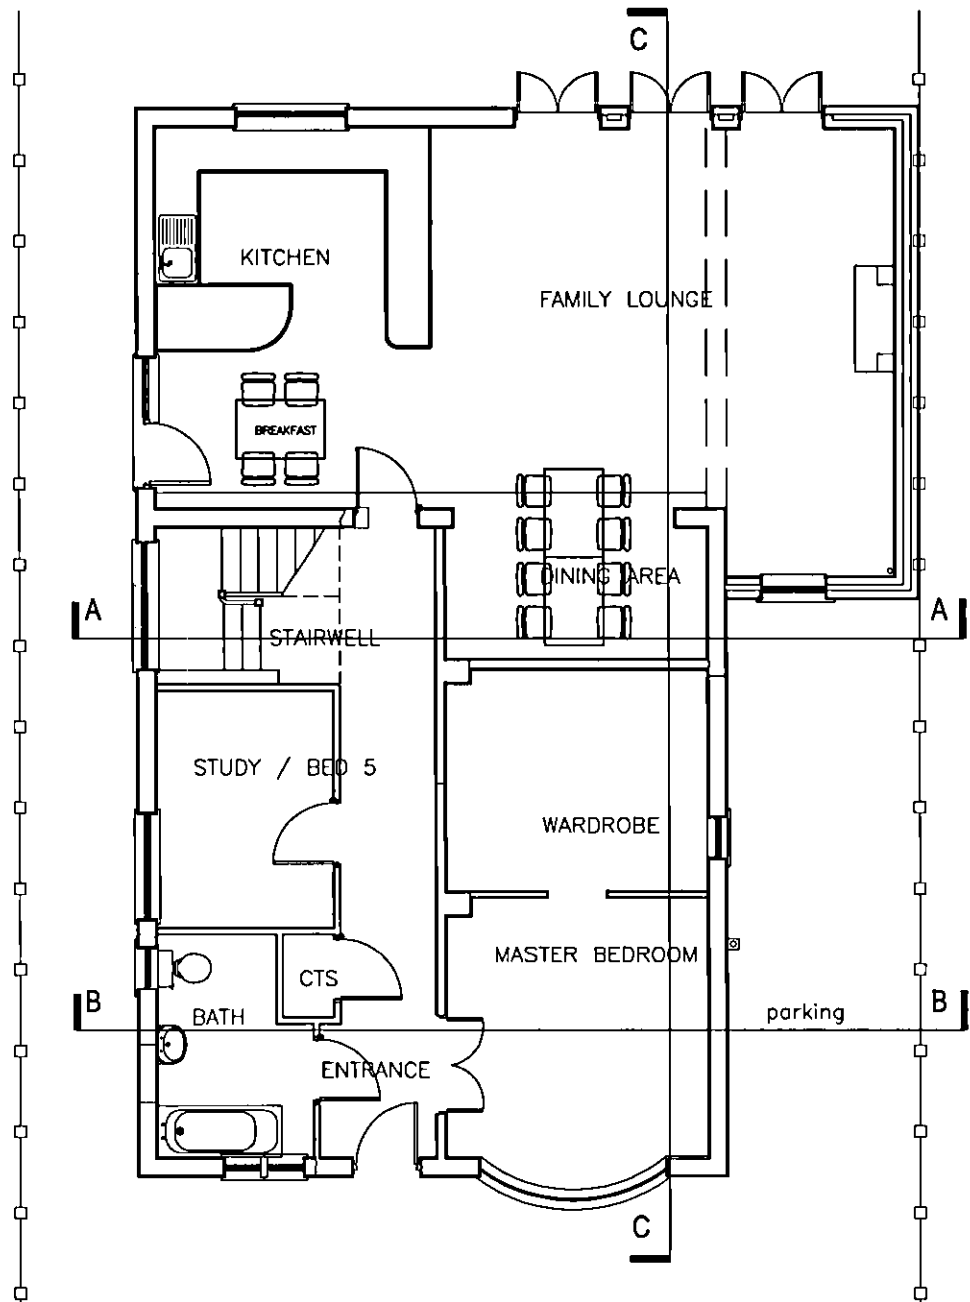 C
KITCHEN
FAMILY LOUNGE
BREAKFAST
DINING AREA
A
A
STAIRWELL
STUDY / BED 5
WARDROBE
MASTER BEDROOM
CTS
B
B
BATH
parking
ENTRANCE
C